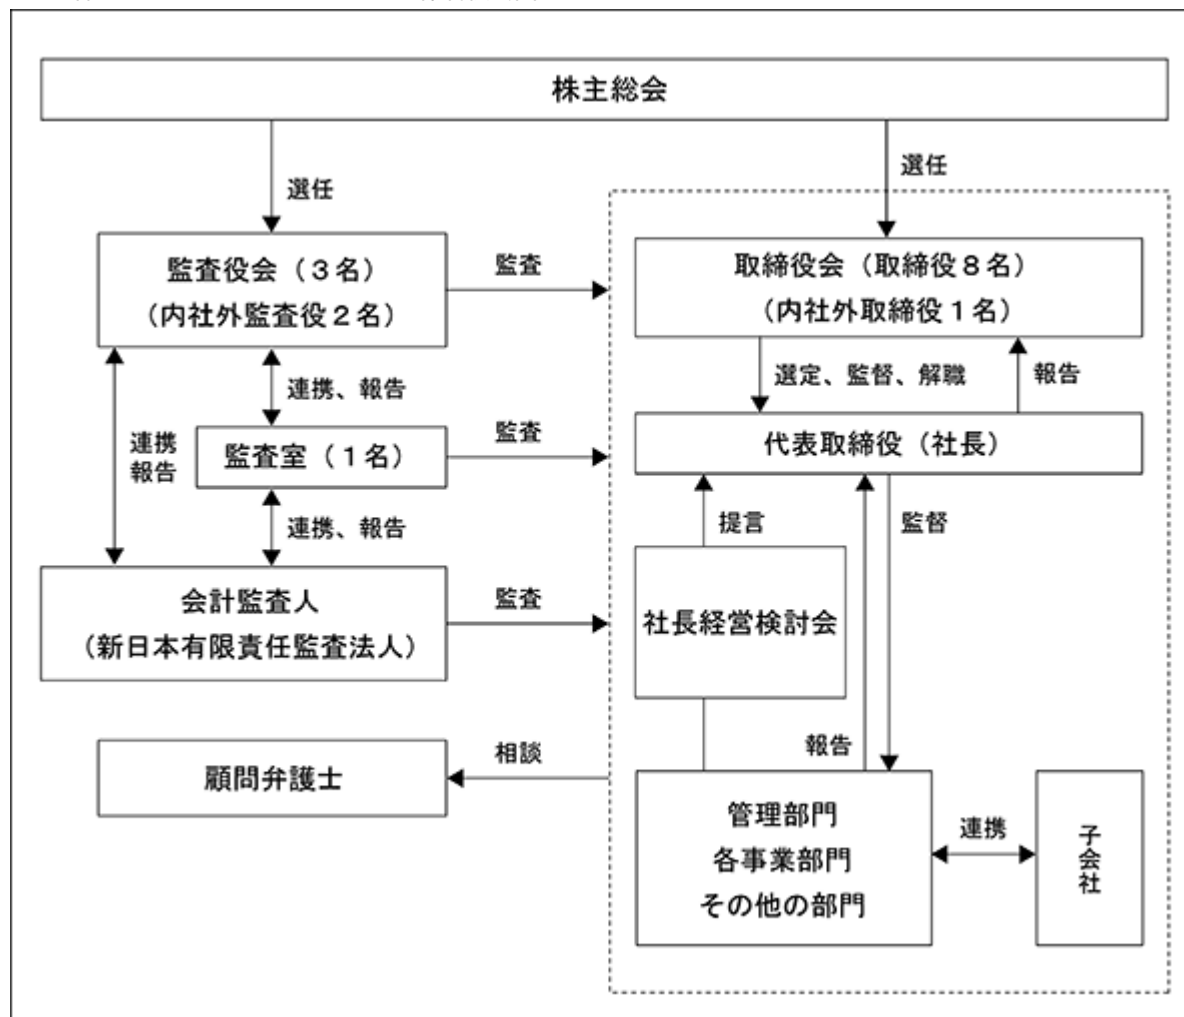 株主総会
選任
選任
監査役会（３名）
（内社外監査役２名）
監査
取締役会（取締役８名）
（内社外取締役１名）
連携、報告
選定、監督、解職
報告
連携
報告
監査室（１名）
監査
代表取締役（社長）
連携、報告
提言
監督
会計監査人
（新日本有限責任監査法人）
監査
社長経営検討会
顧問弁護士
相談
報告
管理部門
各事業部門
その他の部門
連携
子会社